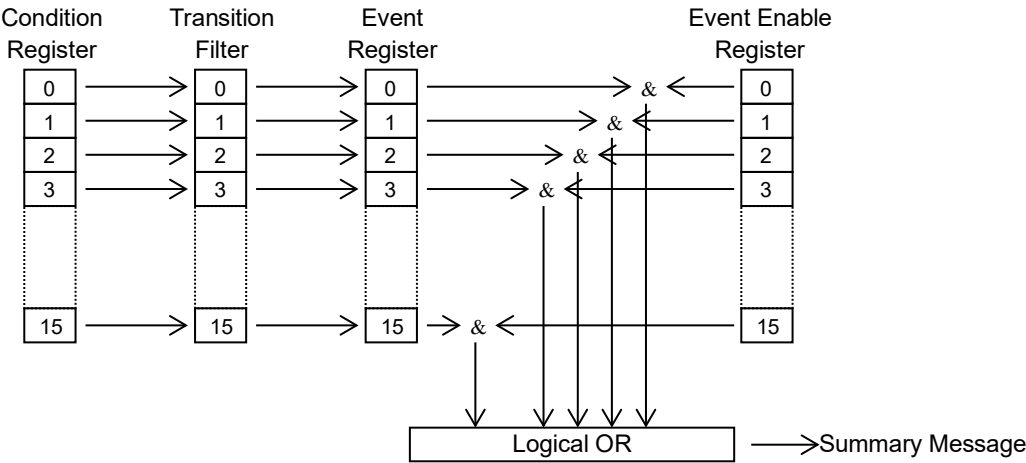 Condition Register
Transition Filter
Event Register
Event Enable Register
0 0 0 & 0
1 1 1 & 1
2 2 2 & 2
3 3 3 & 3
15 15 15 & 15
Logical OR
Summary Message